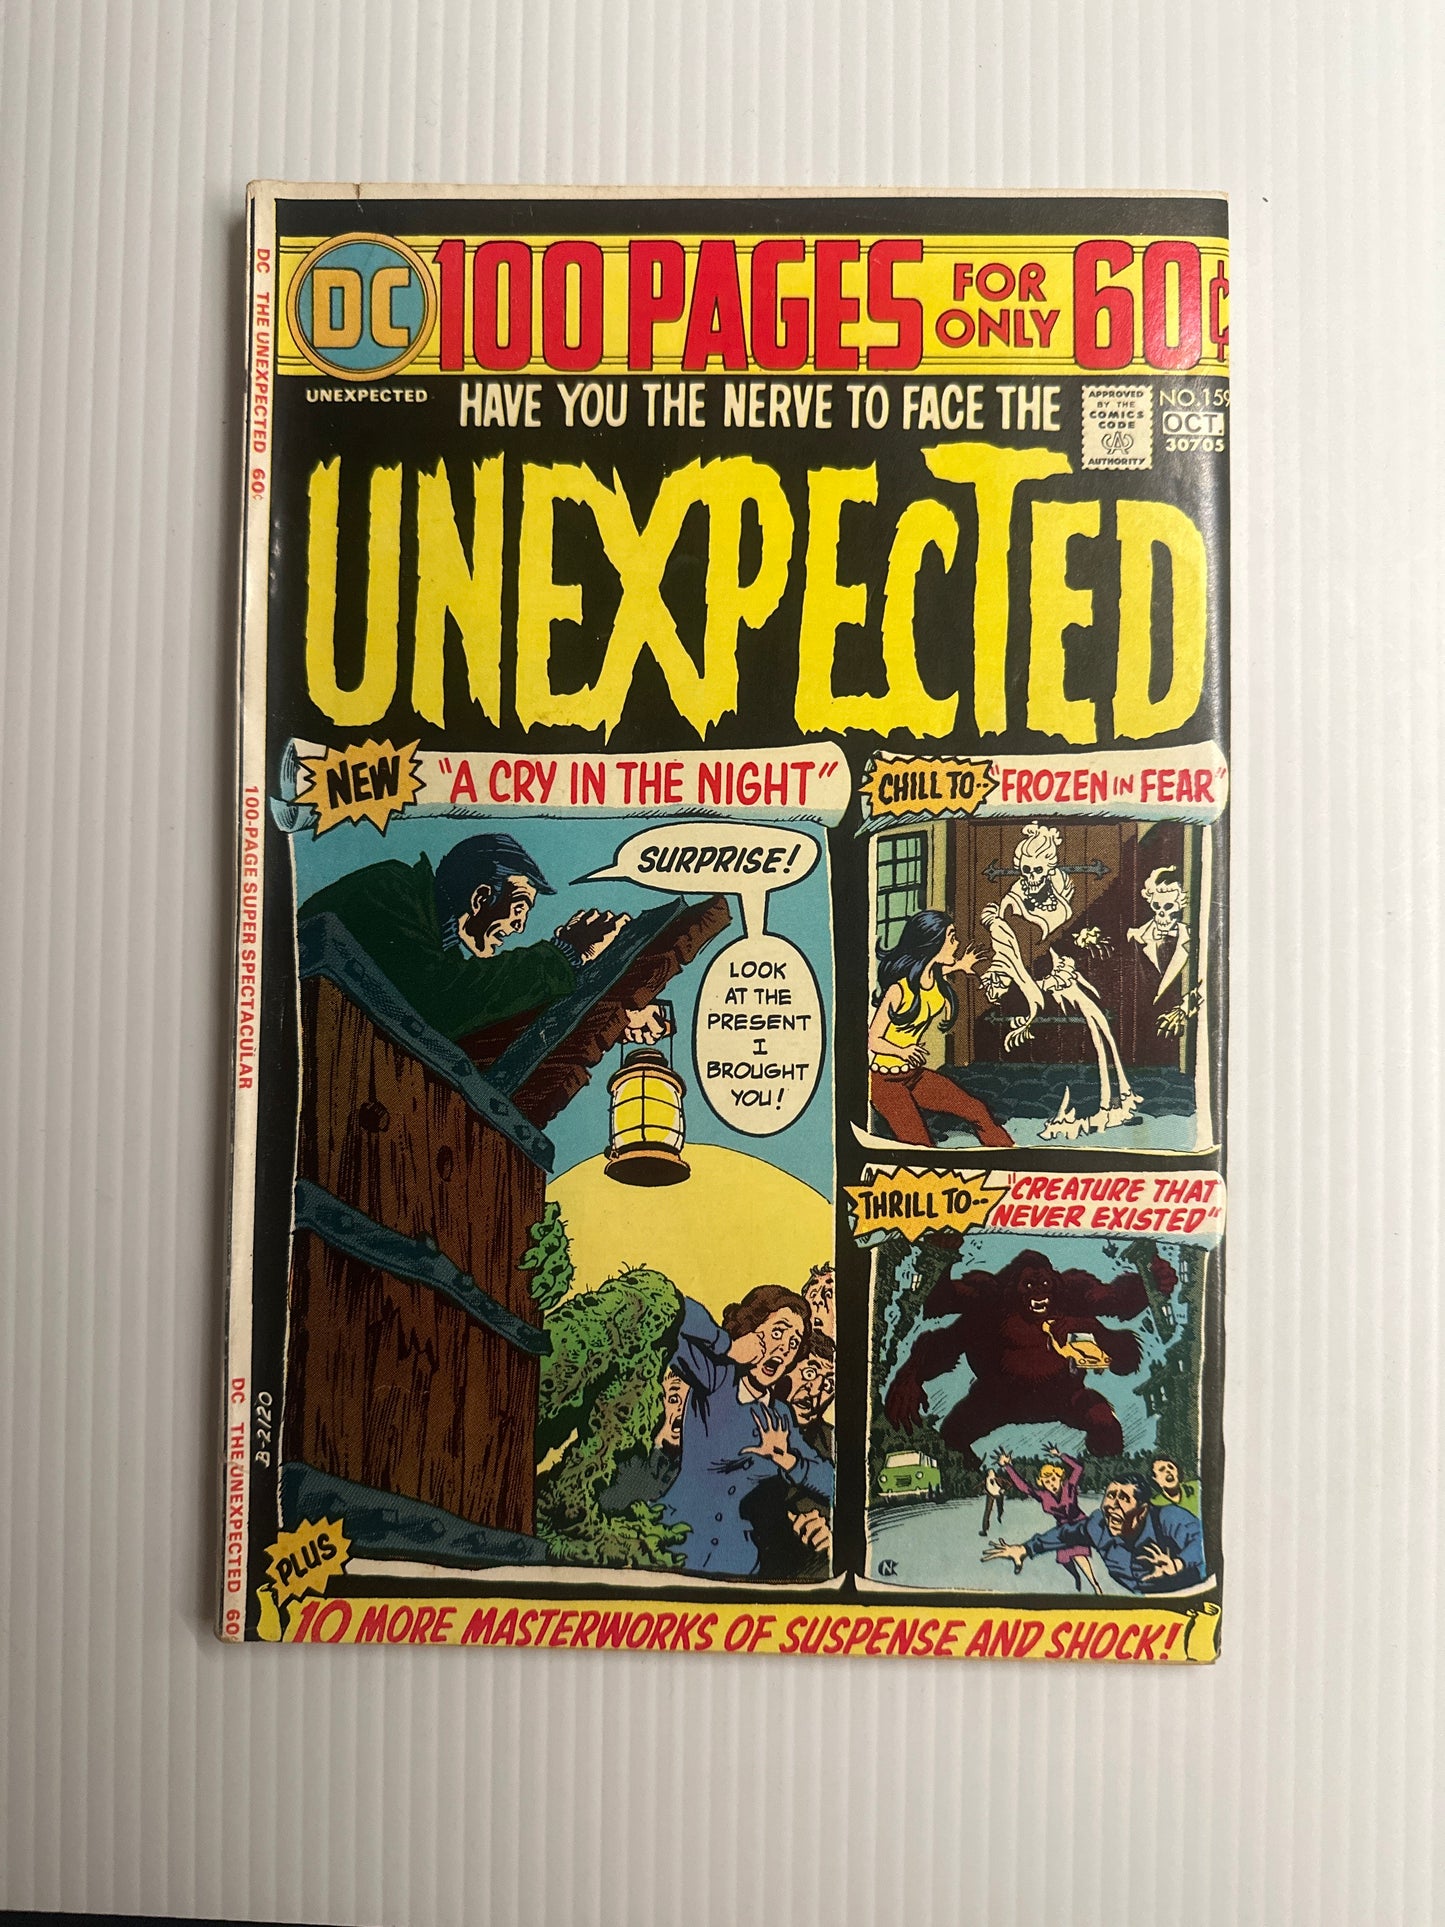 DC
100 PAGES FOR ONLY 60¢
UNEXPECTED
HAVE YOU THE NERVE TO FACE THE
APPROVED
BY THE
COMICS
CODE
CA
AUTHORITY
NO.159
OCT.
30705
UNEXPECTED
NEW
"A CRY IN THE NIGHT"
SURPRISE!
LOOK
AT THE
PRESENT
I
BROUGHT
YOU!
CHILL TO--
"FROZEN IN FEAR"
THRILL TO--
"CREATURE THAT
NEVER EXISTED"
PLUS
10 MORE MASTERWORKS OF SUSPENSE AND SHOCK!
DC THE UNEXPECTED 60¢
100-PAGE SUPER SPECTACULAR
DC THE UNEXPECTED 60
B-2120